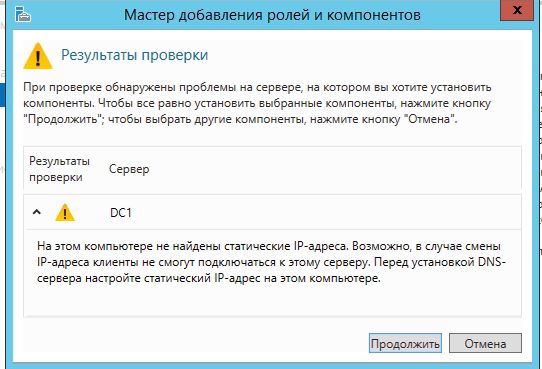 Мастер добавления ролей и компонентов
x
Результаты проверки
При проверке обнаружены проблемы на сервере, на котором вы хотите установить
компоненты. Чтобы все равно установить выбранные компоненты, нажмите кнопку
"Продолжить"; чтобы выбрать другие компоненты, нажмите кнопку "Отмена".
Результаты
проверки
Сервер
DC1
На этом компьютере не найдены статические IP-адреса. Возможно, в случае смены
IP-адреса клиенты не смогут подключаться к этому серверу. Перед установкой DNS-
сервера настройте статический IP-адрес на этом компьютере.
Продолжить
Отмена